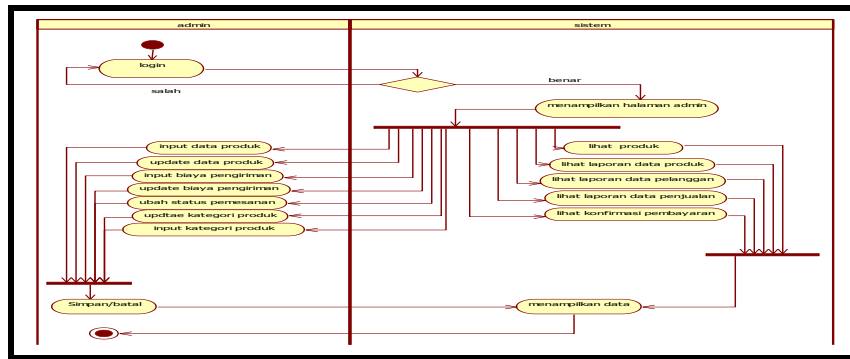 admin
sistem
login
salah
benar
menampilkan halaman admin
input data produk
update data produk
input biaya pengiriman
update biaya pengiriman
ubah status pemesanan
updtae kategori produk
input kategori produk
lihat produk
lihat laporan data produk
lihat laporan data pelanggan
lihat laporan data penjualan
lihat konfirmasi pembayaran
Simpan/batal
menampilkan data